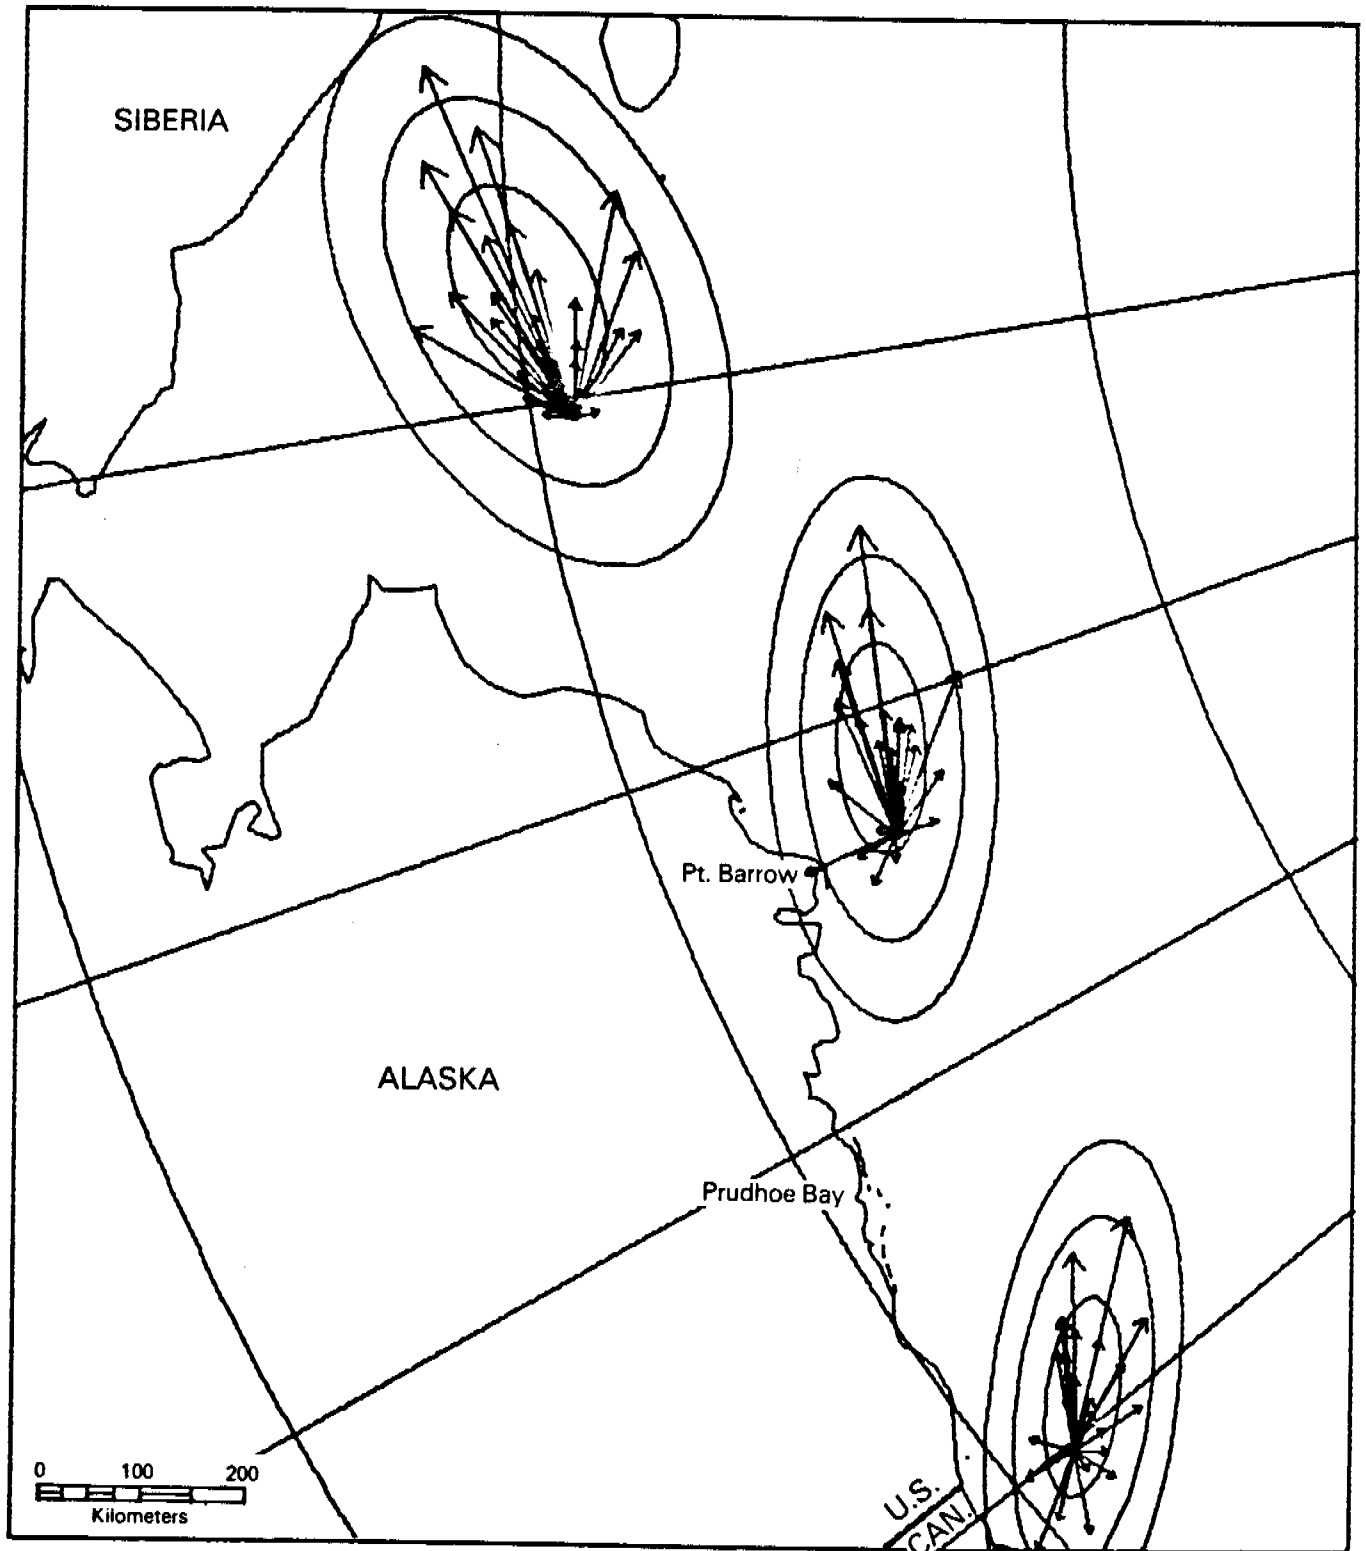 SIBERIA
Pt. Barrow
ALASKA
Prudhoe Bay
0 100 200
Kilometers
U.S.
CAN.